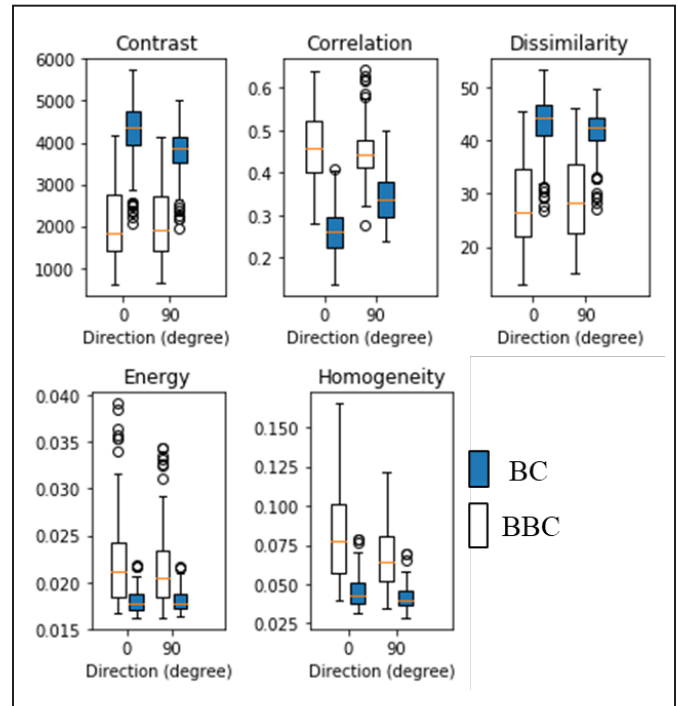 Contrast
6000
5000
4000
3000
2000
1000
0 90
Direction (degree)
Correlation
0.6
0.5
0.4
0.3
0.2
0 90
Direction (degree)
Dissimilarity
50
40
30
20
0 90
Direction (degree)
Energy
0.040
0.035
0.030
0.025
0.020
0.015
0 90
Direction (degree)
Homogeneity
0.150
0.125
0.100
0.075
0.050
0.025
0 90
Direction (degree)
BC
BBC